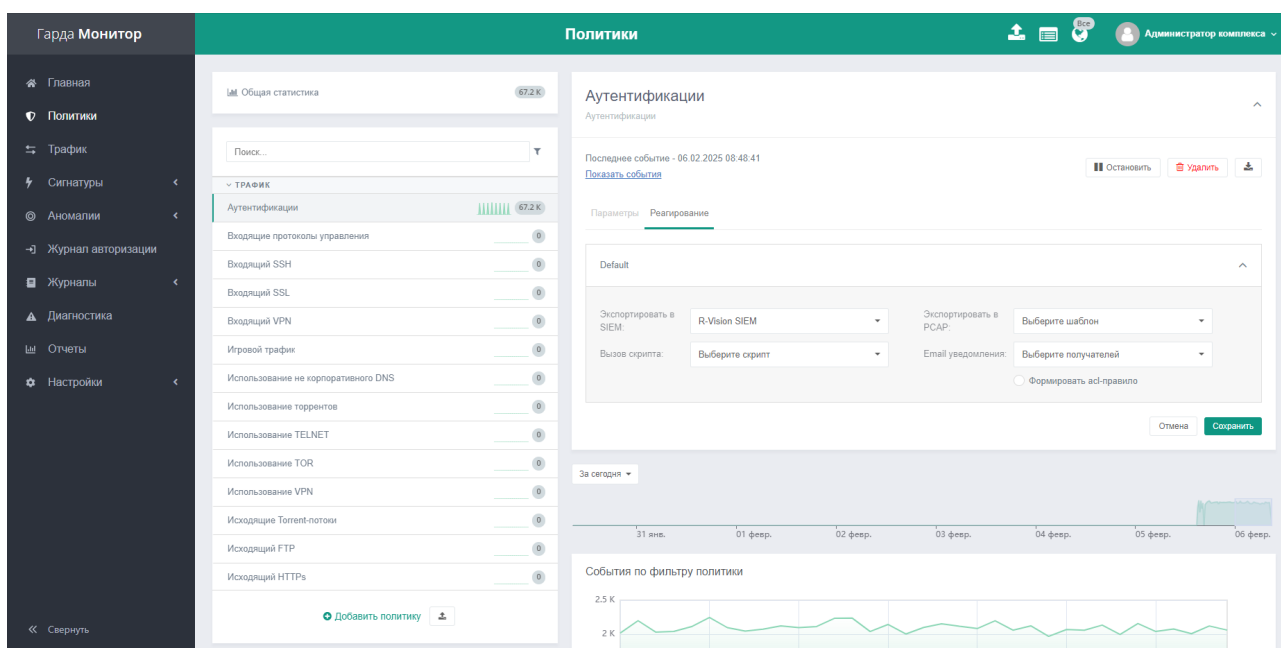 Гарда Монитор
Политики
Все
Администратор комплекса
Главная
Политики
Трафик
Сигнатуры
Аномалии
Журнал авторизации
Журналы
Диагностика
Отчеты
Настройки
Свернуть
Общая статистика 67.2 K
Поиск...
ТРАФИК
Аутентификации 67.2 K
Входящие протоколы управления 0
Входящий SSH 0
Входящий SSL 0
Входящий VPN 0
Игровой трафик 0
Использование не корпоративного DNS 0
Использование торрентов 0
Использование TELNET 0
Использование TOR 0
Использование VPN 0
Исходящие Torrent-потоки 0
Исходящий FTP 0
Исходящий HTTPs 0
Добавить политику
Аутентификации
Аутентификации
Последнее событие - 06.02.2025 08:48:41
Показать события
Остановить Удалить
Параметры Реагирование
Default
Экспортировать в SIEM: R-Vision SIEM
Экспортировать в PCAP: Выберите шаблон
Вызов скрипта: Выберите скрипт
Email уведомления: Выберите получателей
Формировать acl-правило
Отмена Сохранить
За сегодня
31 янв. 01 февр. 02 февр. 03 февр. 04 февр. 05 февр. 06 февр.
События по фильтру политики
2.5 K
2 K